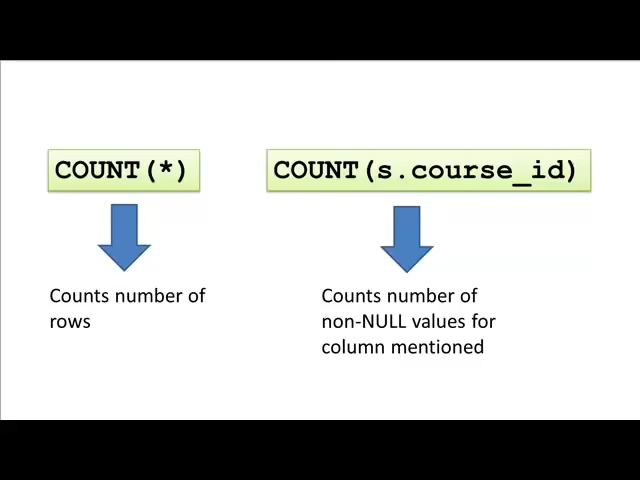 COUNT(*)
COUNT(s.course_id)
Counts number of
rows
Counts number of
non-NULL values for
column mentioned